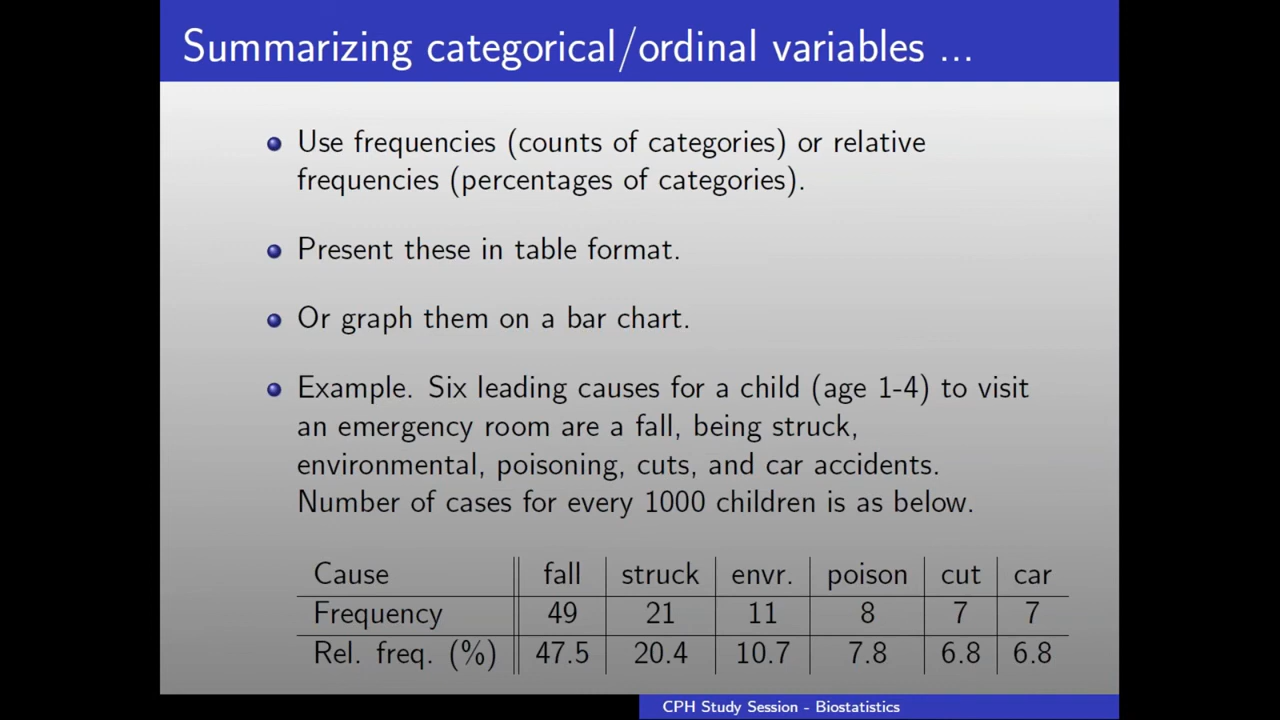 Summarizing categorical/ordinal variables ...
Use frequencies (counts of categories) or relative
frequencies (percentages of categories).
Present these in table format.
Or graph them on a bar chart.
Example. Six leading causes for a child (age 1-4) to visit
an emergency room are a fall, being struck,
environmental, poisoning, cuts, and car accidents.
Number of cases for every 1000 children is as below.
Cause fall struck envr. poison cut car
Frequency 49 21 11 8 7 7
Rel. freq. (%) 47.5 20.4 10.7 7.8 6.8 6.8
CPH Study Session - Biostatistics